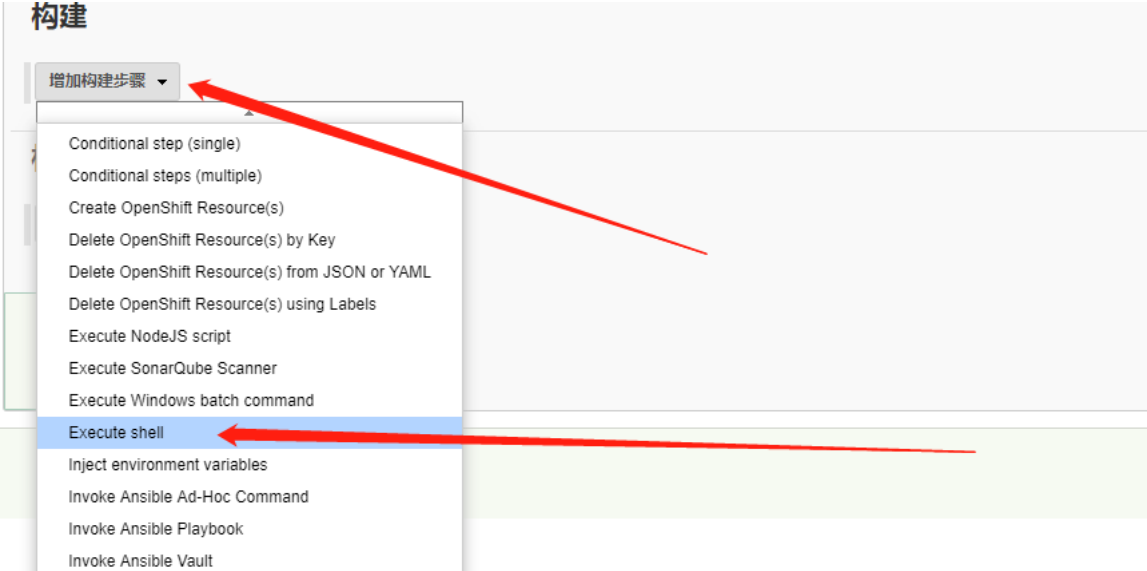 构建
增加构建步骤
Conditional step (single)
Conditional steps (multiple)
Create OpenShift Resource(s)
Delete OpenShift Resource(s) by Key
Delete OpenShift Resource(s) from JSON or YAML
Delete OpenShift Resource(s) using Labels
Execute NodeJS script
Execute SonarQube Scanner
Execute Windows batch command
Execute shell
Inject environment variables
Invoke Ansible Ad-Hoc Command
Invoke Ansible Playbook
Invoke Ansible Vault